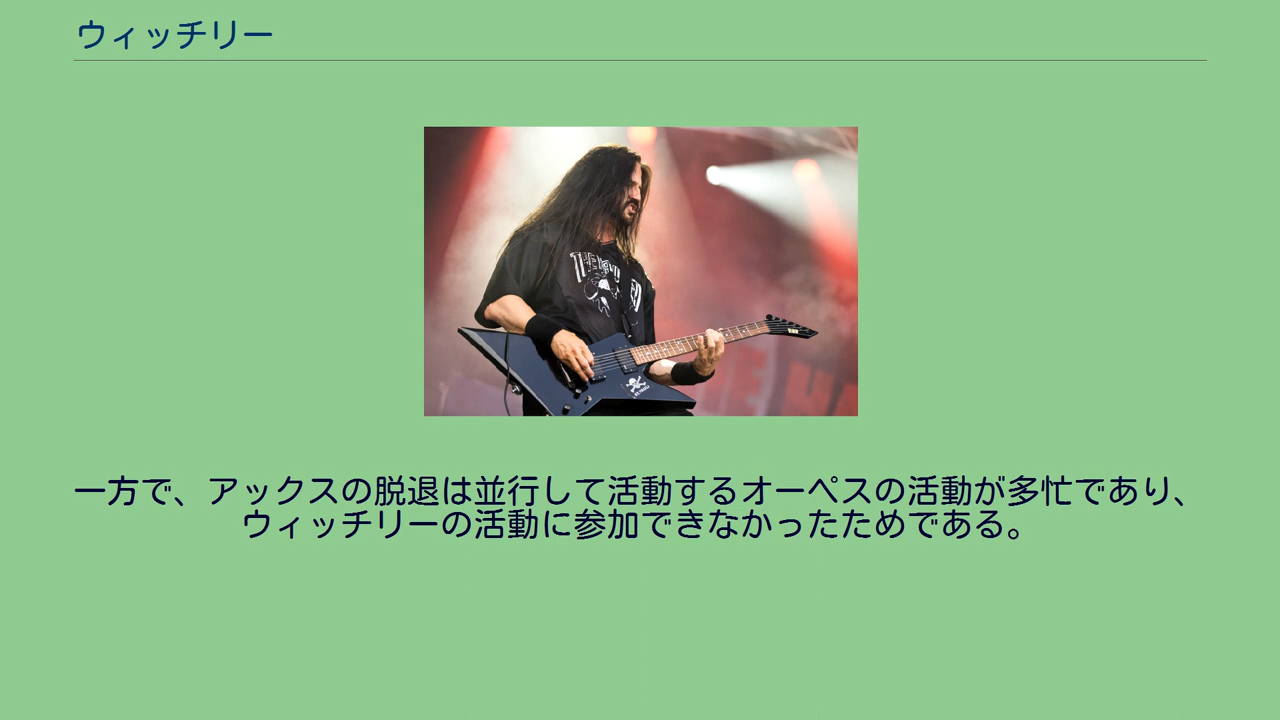 ウィッチリー
一方で、アックスの脱退は並行して活動するオーペスの活動が多忙であり、
ウィッチリーの活動に参加できなかったためである。